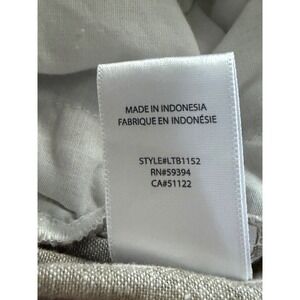 MADE IN INDONESIA
FABRIQUE EN INDONÉSIE
STYLE#LTB1152
RN#59394
CA#51122